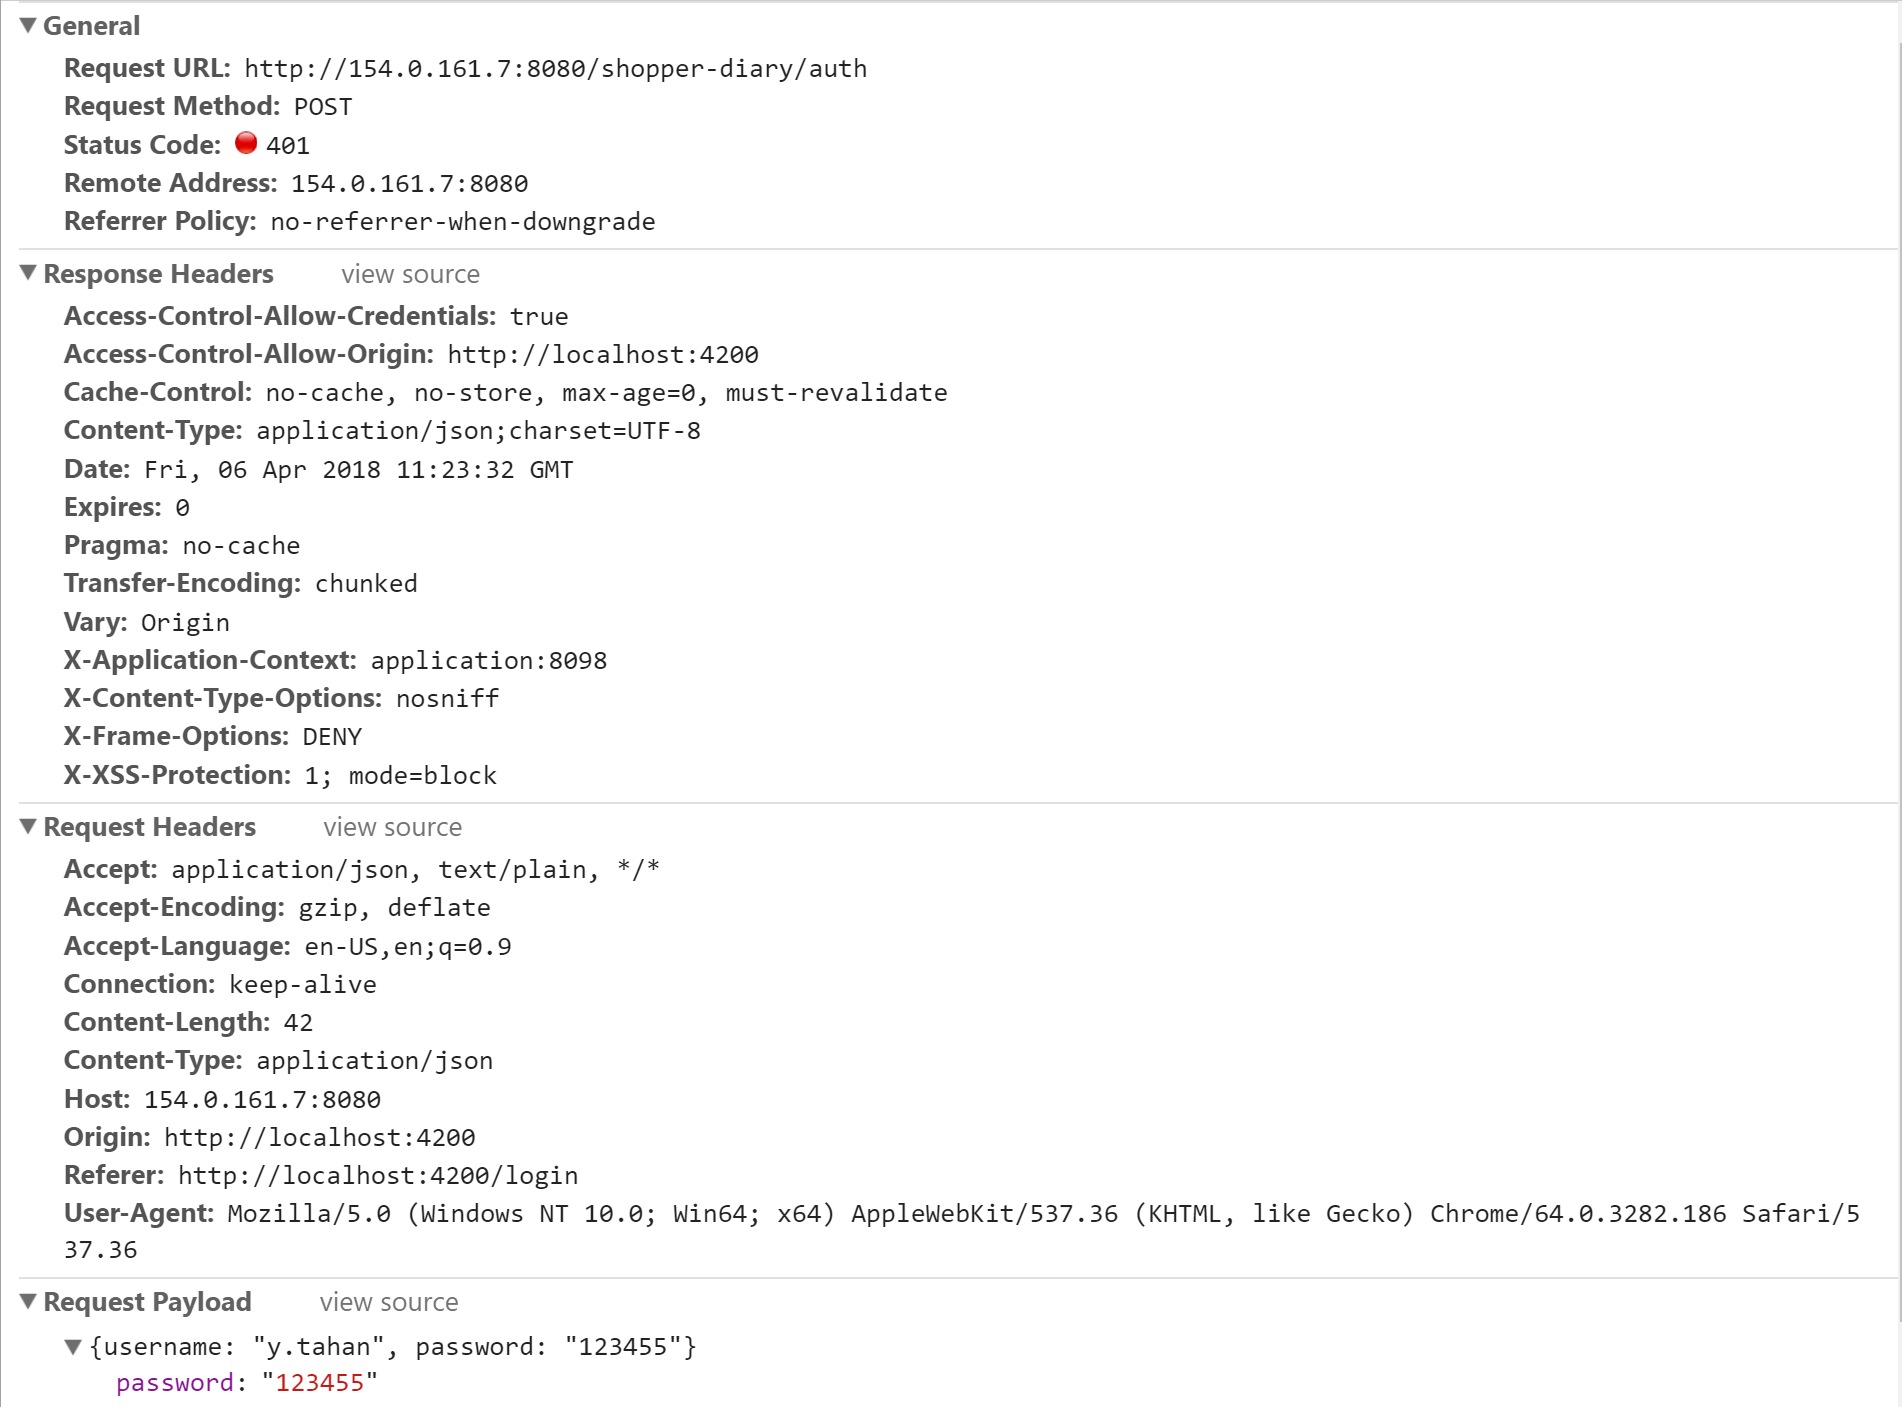 General
Request URL: http://154.0.161.7:8080/shopper-diary/auth
Request Method: POST
Status Code: 401
Remote Address: 154.0.161.7:8080
Referrer Policy: no-referrer-when-downgrade
Response Headers view source
Access-Control-Allow-Credentials: true
Access-Control-Allow-Origin: http://localhost:4200
Cache-Control: no-cache, no-store, max-age=0, must-revalidate
Content-Type: application/json;charset=UTF-8
Date: Fri, 06 Apr 2018 11:23:32 GMT
Expires: 0
Pragma: no-cache
Transfer-Encoding: chunked
Vary: Origin
X-Application-Context: application:8098
X-Content-Type-Options: nosniff
X-Frame-Options: DENY
X-XSS-Protection: 1; mode=block
Request Headers view source
Accept: application/json, text/plain, */*
Accept-Encoding: gzip, deflate
Accept-Language: en-US,en;q=0.9
Connection: keep-alive
Content-Length: 42
Content-Type: application/json
Host: 154.0.161.7:8080
Origin: http://localhost:4200
Referer: http://localhost:4200/login
User-Agent: Mozilla/5.0 (Windows NT 10.0; Win64; x64) AppleWebKit/537.36 (KHTML, like Gecko) Chrome/64.0.3282.186 Safari/5
37.36
Request Payload view source
{username: "y.tahan", password: "123455"}
password: "123455"